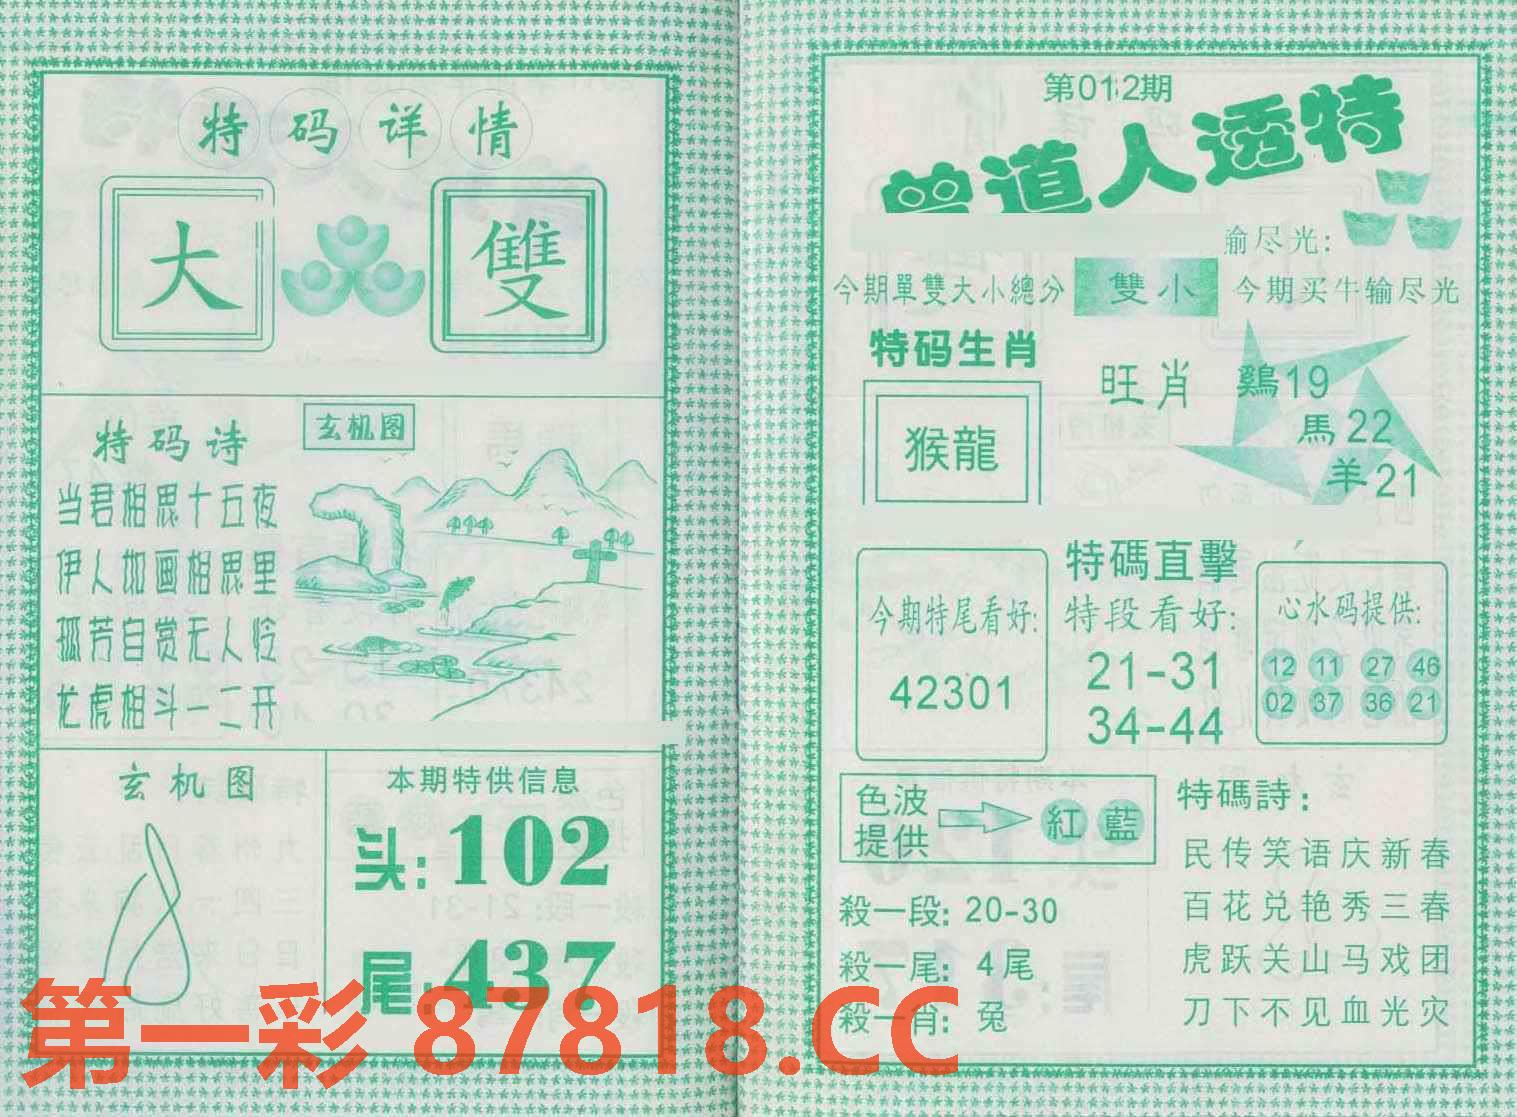 特码详情
大 雙
特码诗
玄机图
当君相思十五夜
伊人如画相思里
孤芳自赏无人怜
龙虎相斗一二开
玄机图
本期特供信息
头:102
尾:437
第012期
曾道人透特
输尽光:
今期單雙大小總分 雙小 今期买牛输尽光
特码生肖
猴龍
旺肖
鷄19
馬22
羊21
今期特尾看好:
42301
特碼直擊
特段看好:
21-31
34-44
心水码提供:
12 11 27 46
02 37 36 21
色波提供 紅 藍
殺一段: 20-30
殺一尾: 4尾
殺一肖: 兔
特碼詩:
民传笑语庆新春
百花兑艳秀三春
虎跃关山马戏团
刀下不见血光灾
第一彩 87818.CC